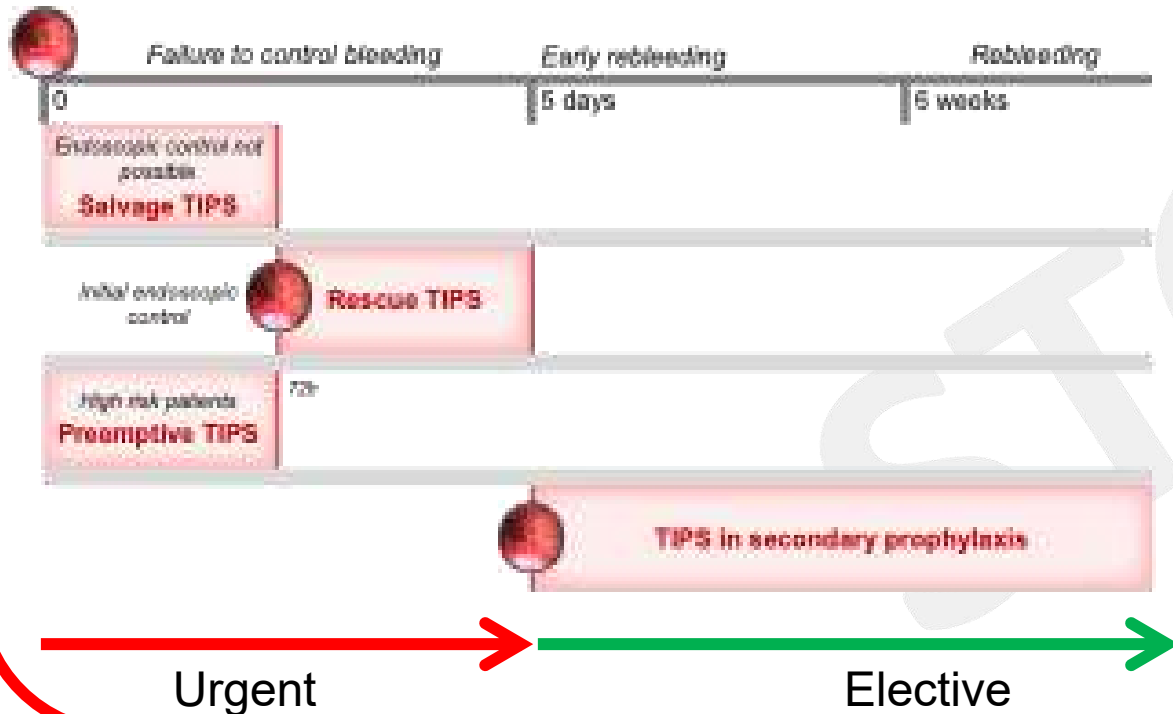 Failure to control bleeding Early rebleeding Rebleeding
0 5 days 6 weeks
Endoscopic control not
possible
Salvage TIPS
Initial endoscopic
control
Rescue TIPS
High risk patients
Preemptive TIPS
72h
TIPS in secondary prophylaxis
Urgent Elective